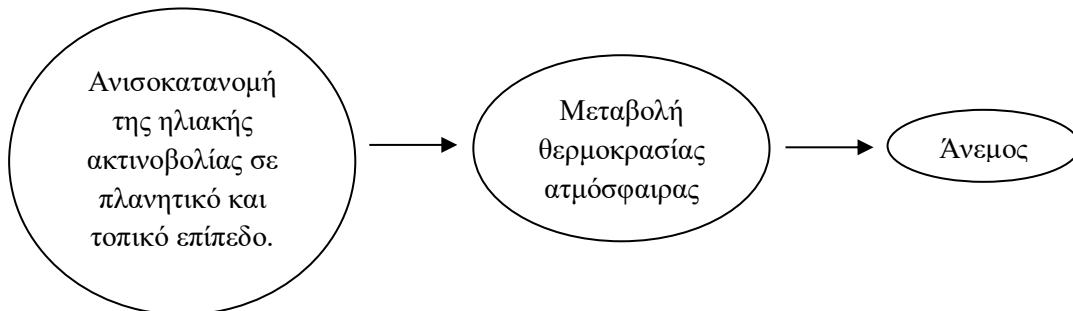 Ανισοκατανομή
της ηλιακής
ακτινοβολίας σε
πλανητικό και
τοπικό επίπεδο.
Μεταβολή
θερμοκρασίας
ατμόσφαιρας
Άνεμος